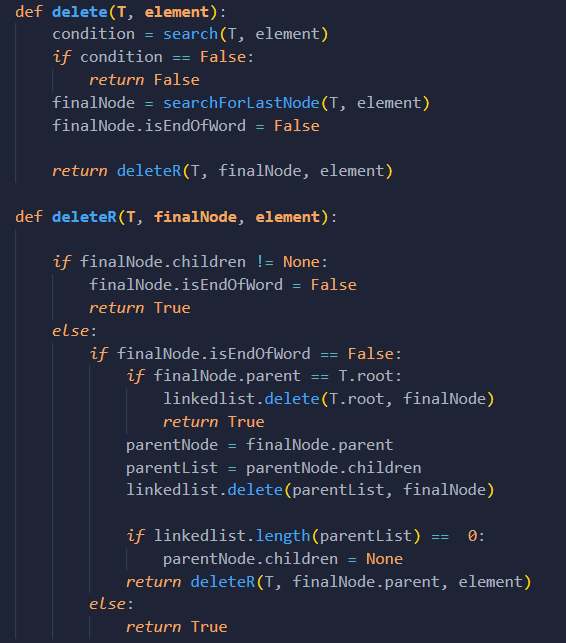 def delete(T, element):
    condition = search(T, element)
    if condition == False:
        return False
    finalNode = searchForLastNode(T, element)
    finalNode.isEndOfWord = False

    return deleteR(T, finalNode, element)

def deleteR(T, finalNode, element):

    if finalNode.children != None:
        finalNode.isEndOfWord = False
        return True
    else:
        if finalNode.isEndOfWord == False:
            if finalNode.parent == T.root:
                linkedlist.delete(T.root, finalNode)
                return True
            parentNode = finalNode.parent
            parentList = parentNode.children
            linkedlist.delete(parentList, finalNode)

            if linkedlist.length(parentList) ==  0:
                parentNode.children = None
            return deleteR(T, finalNode.parent, element)
        else:
            return True